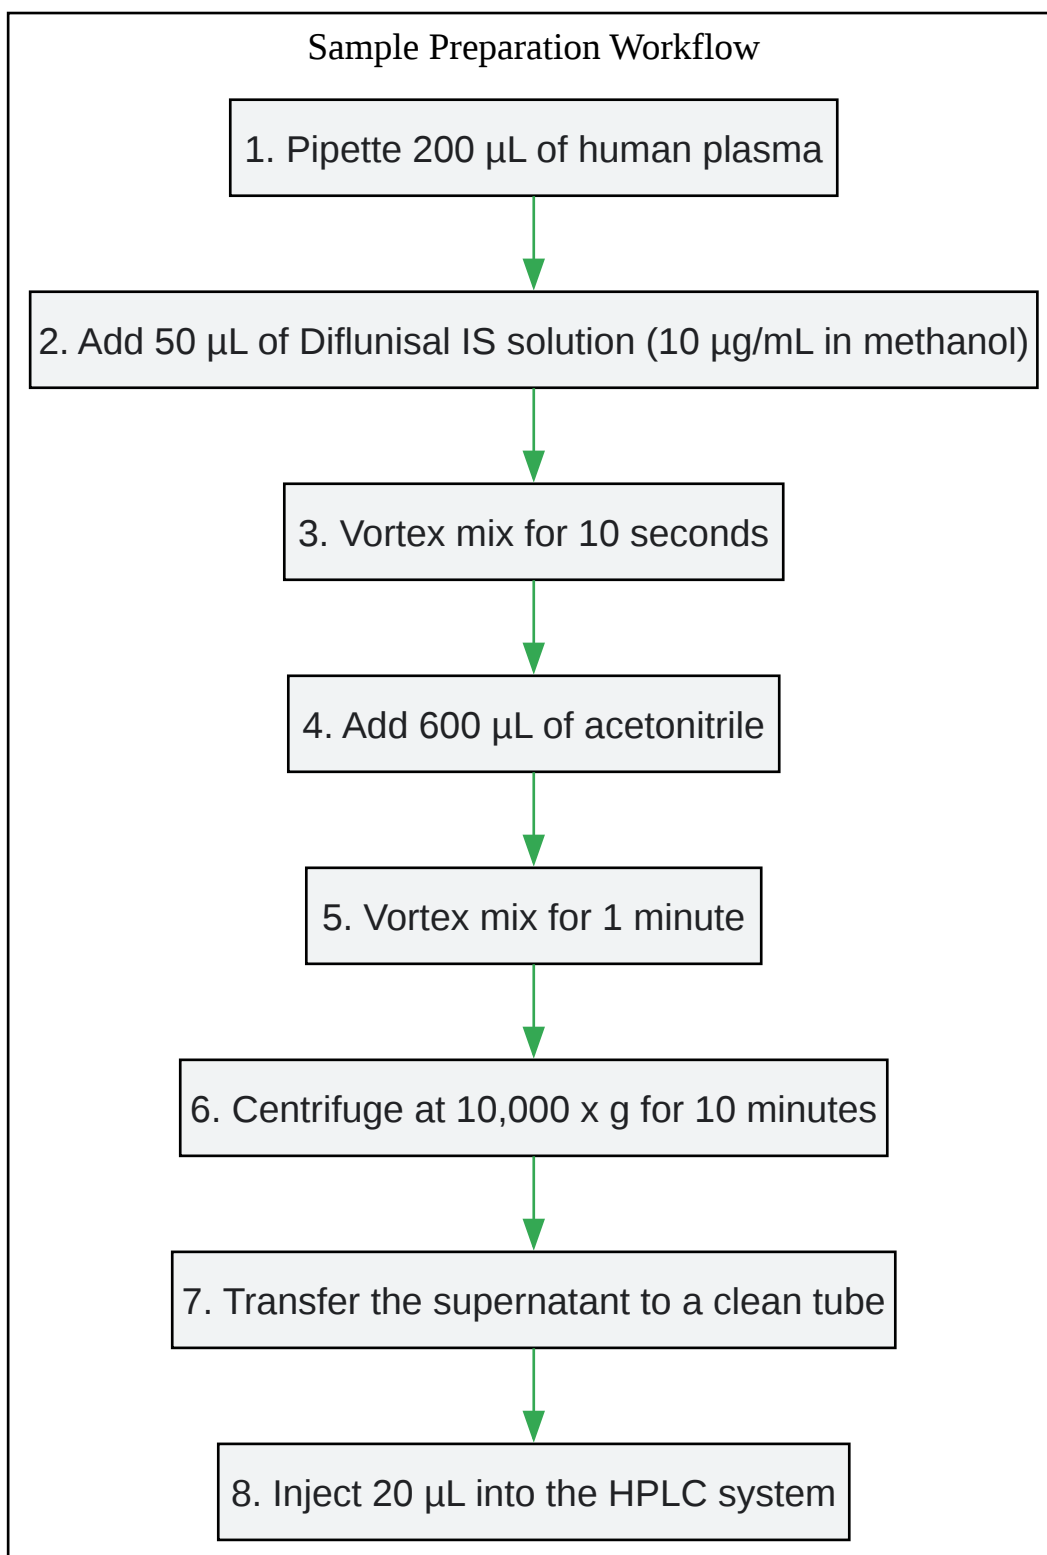 Sample Preparation Workflow
1. Pipette 200 µL of human plasma
2. Add 50 µL of Diflunisal IS solution (10 µg/mL in methanol)
3. Vortex mix for 10 seconds
4. Add 600 µL of acetonitrile
5. Vortex mix for 1 minute
6. Centrifuge at 10,000 x g for 10 minutes
7. Transfer the supernatant to a clean tube
8. Inject 20 µL into the HPLC system